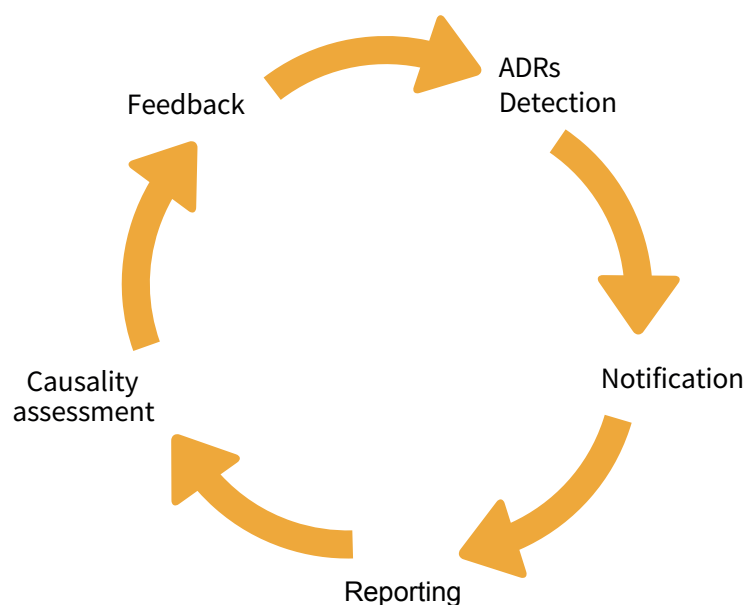 ADRs
Detection
Notification
Reporting
Causality
assessment
Feedback